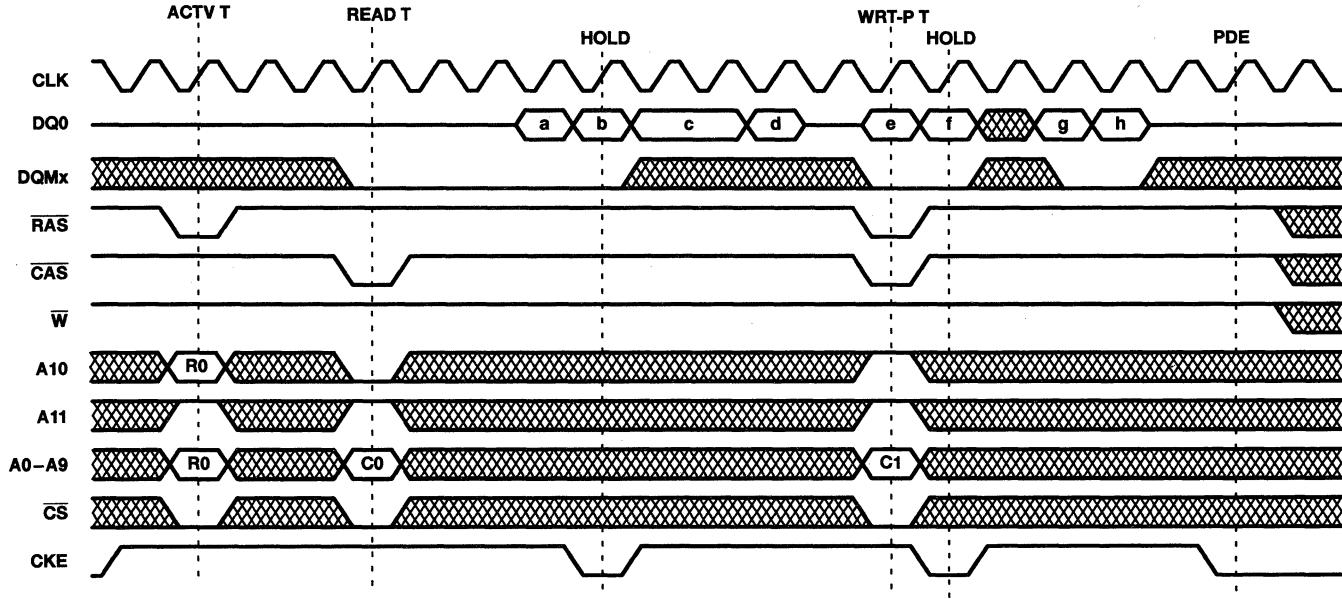 ACTV T
READ T
WRT-P T
HOLD
HOLD
PDE
CLK
DQ0
a
b
c
d
e
f
g
h
DQMx
RAS
CAS
W
A10
R0
A11
A0–A9
R0
C0
C1
CS
CKE